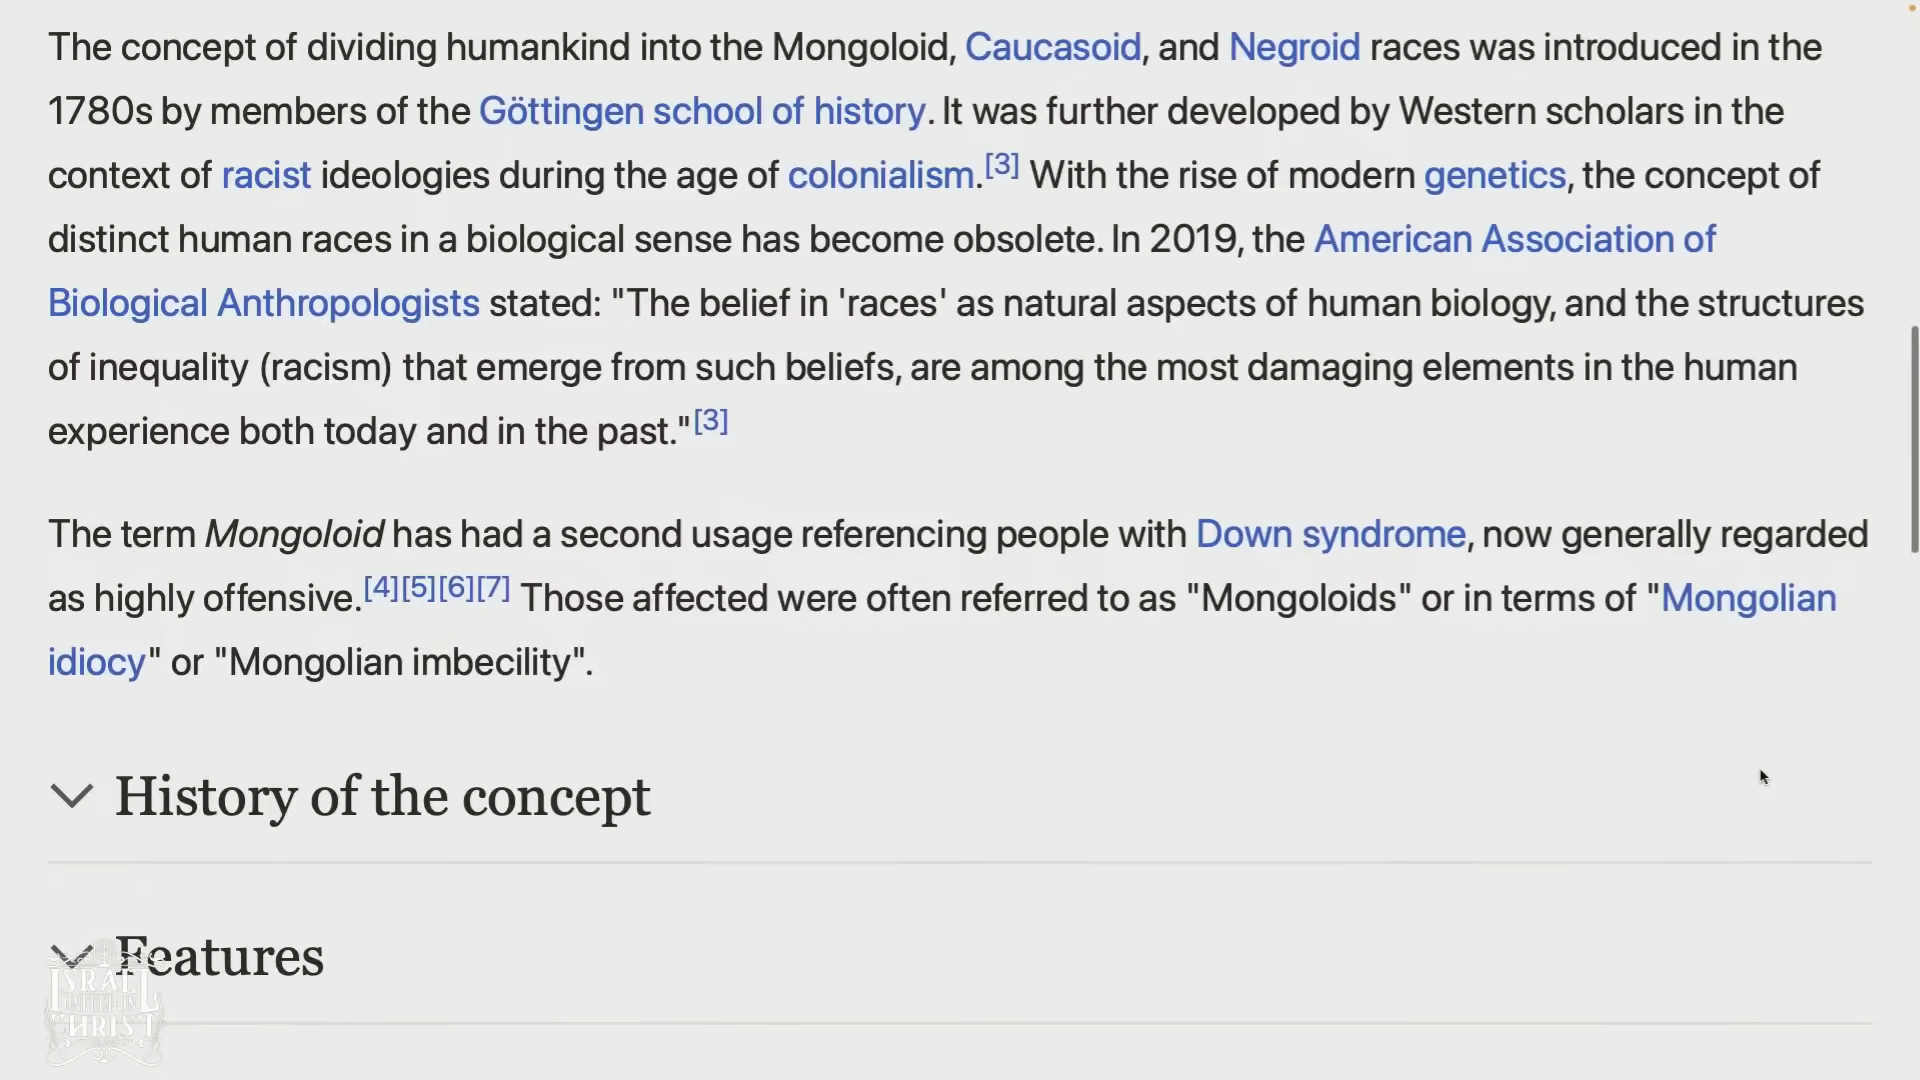 The concept of dividing humankind into the Mongoloid, Caucasoid, and Negroid races was introduced in the
1780s by members of the Göttingen school of history. It was further developed by Western scholars in the
context of racist ideologies during the age of colonialism.[3] With the rise of modern genetics, the concept of
distinct human races in a biological sense has become obsolete. In 2019, the American Association of
Biological Anthropologists stated: "The belief in 'races' as natural aspects of human biology, and the structures
of inequality (racism) that emerge from such beliefs, are among the most damaging elements in the human
experience both today and in the past."[3]
The term Mongoloid has had a second usage referencing people with Down syndrome, now generally regarded
as highly offensive.[4][5][6][7] Those affected were often referred to as "Mongoloids" or in terms of "Mongolian
idiocy" or "Mongolian imbecility".
History of the concept
Features
ISRAEL
UNITED IN
CHRIST